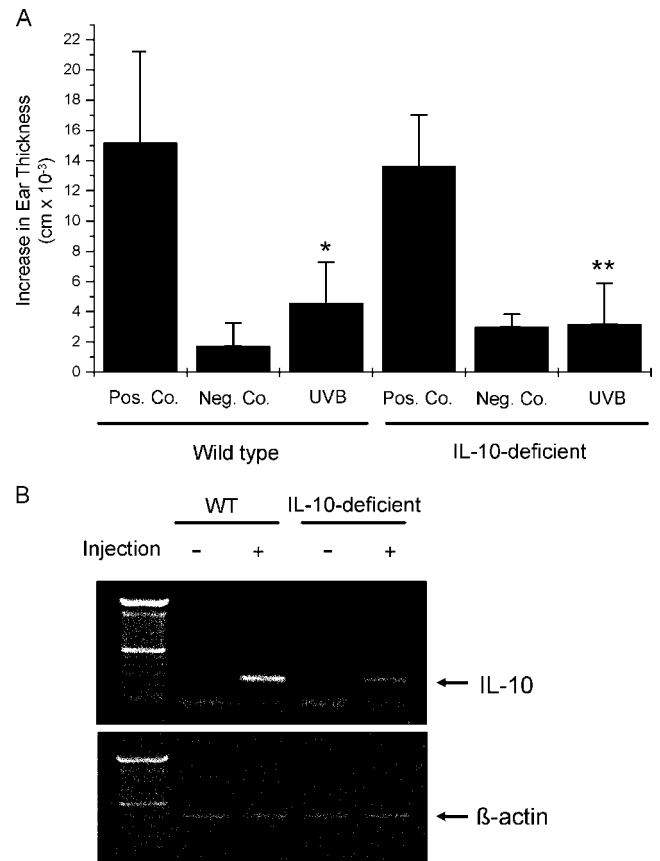 A
Increase in Ear Thickness
(cm x 10-3)
22
20
18
16
14
12
10
8
6
4
2
0
*
**
Pos. Co. Neg. Co. UVB Pos. Co. Neg. Co. UVB
Wild type IL-10-deficient
B
WT IL-10-deficient
Injection - + - +
IL-10
ß-actin